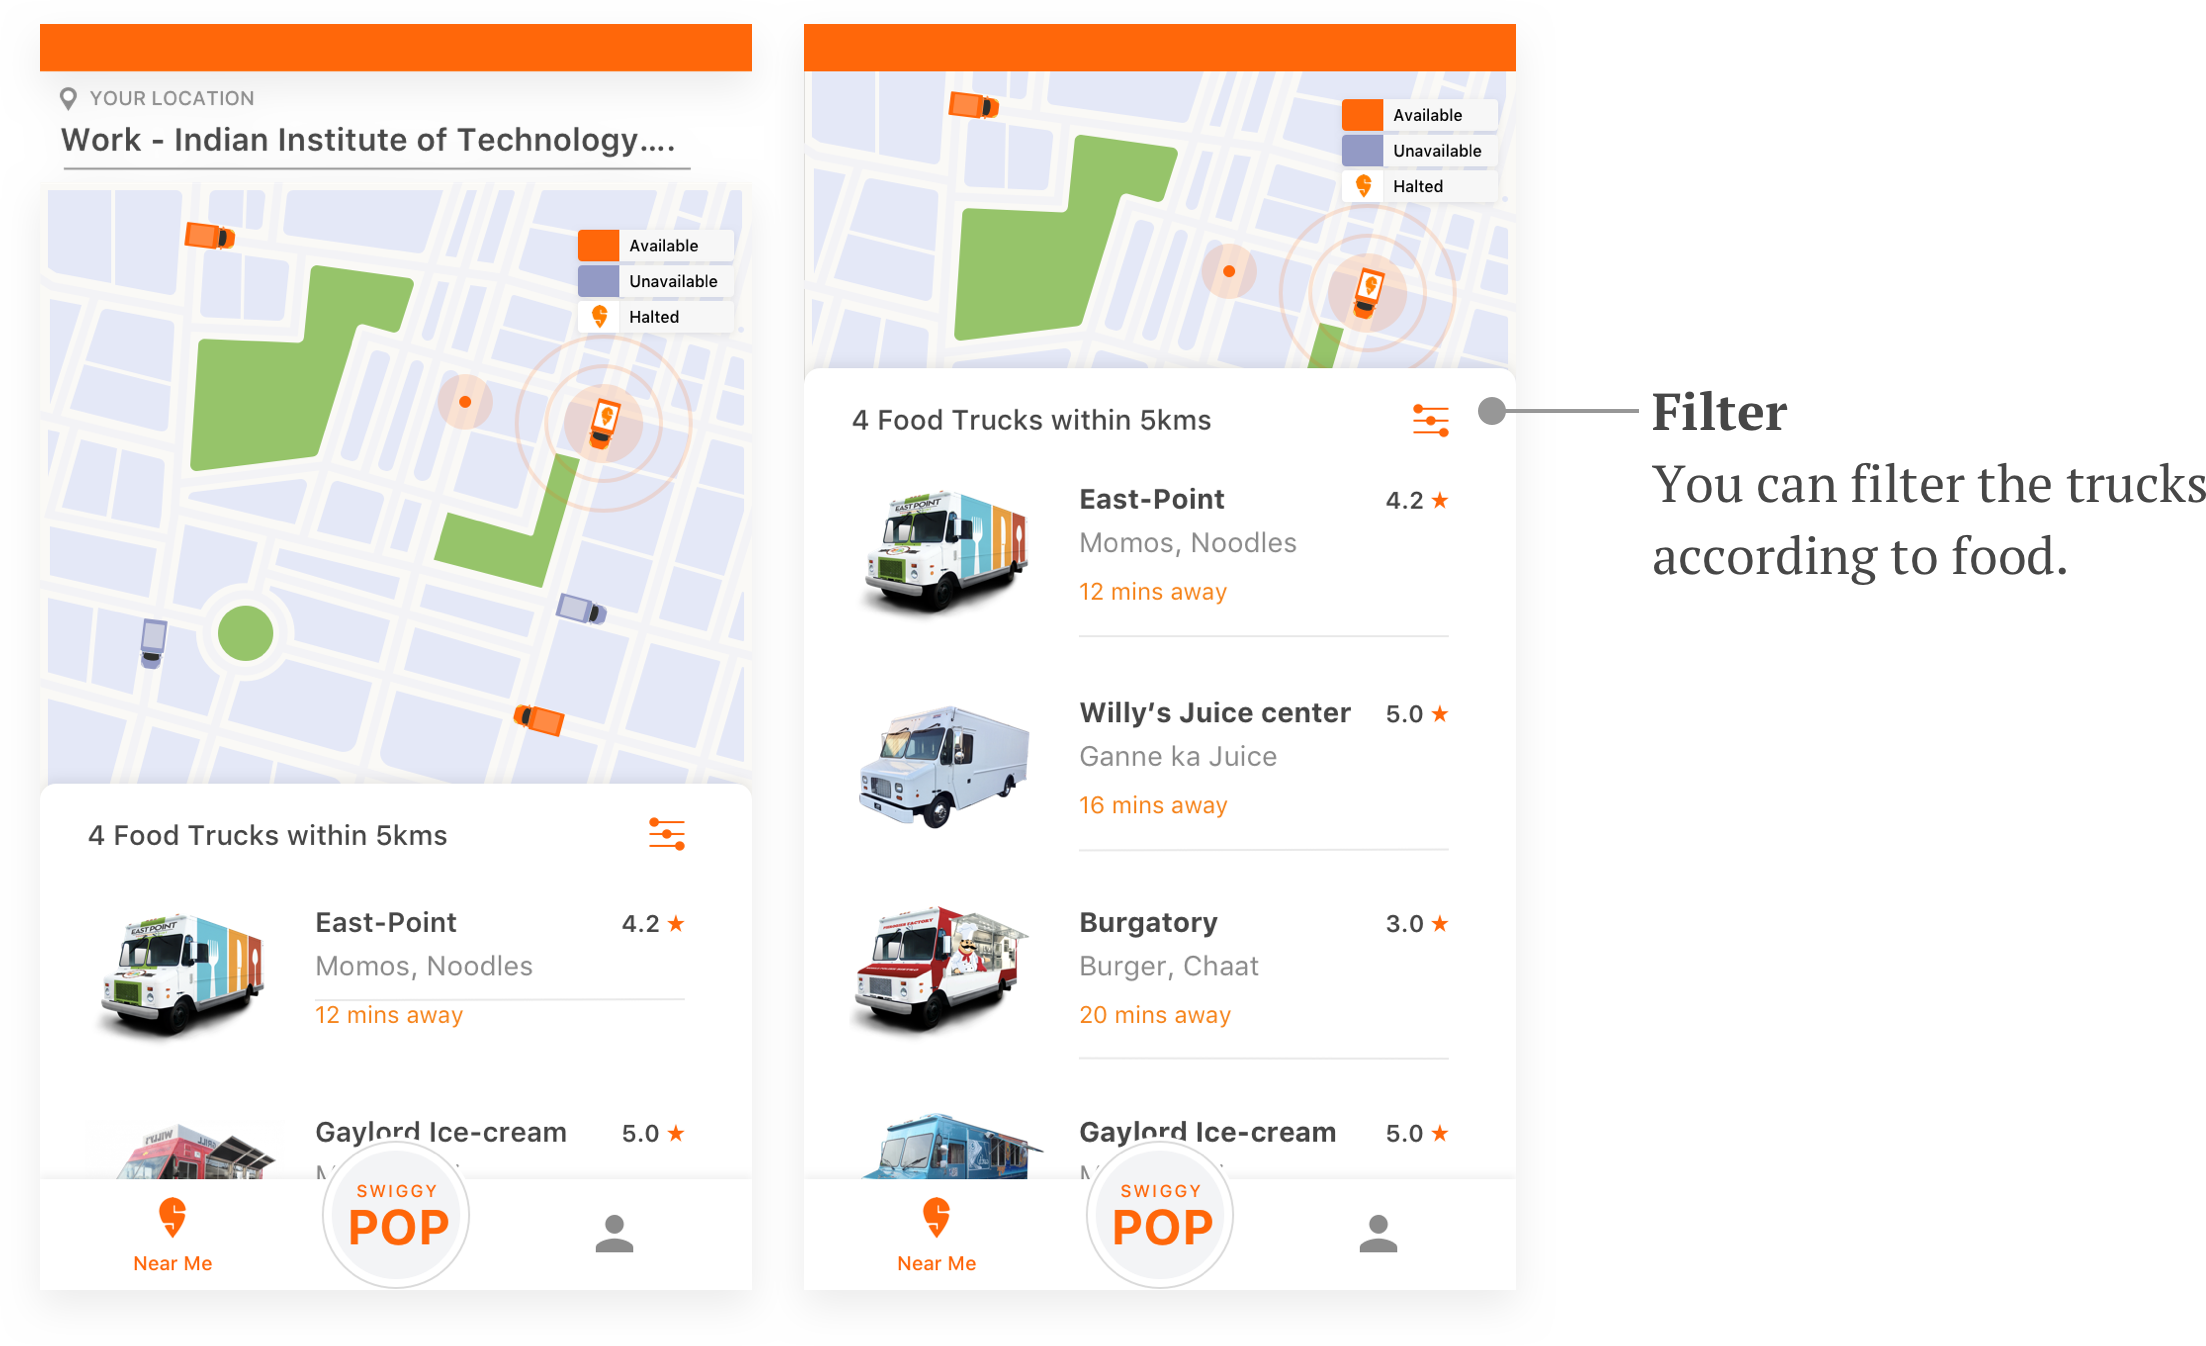 YOUR LOCATION
Work - Indian Institute of Technology....
Available
Unavailable
Halted
4 Food Trucks within 5kms
EAST POINT
East-Point
4.2
Momos, Noodles
12 mins away
Gaylord Ice-cream
5.0
SWIGGY
POP
Near Me
Available
Unavailable
Halted
4 Food Trucks within 5kms
EAST POINT
East-Point
4.2
Momos, Noodles
12 mins away
Willy's Juice center
5.0
Ganne ka Juice
16 mins away
Burgatory
3.0
Burger, Chaat
20 mins away
Gaylord Ice-cream
5.0
SWIGGY
POP
Near Me
Filter
You can filter the trucks
according to food.